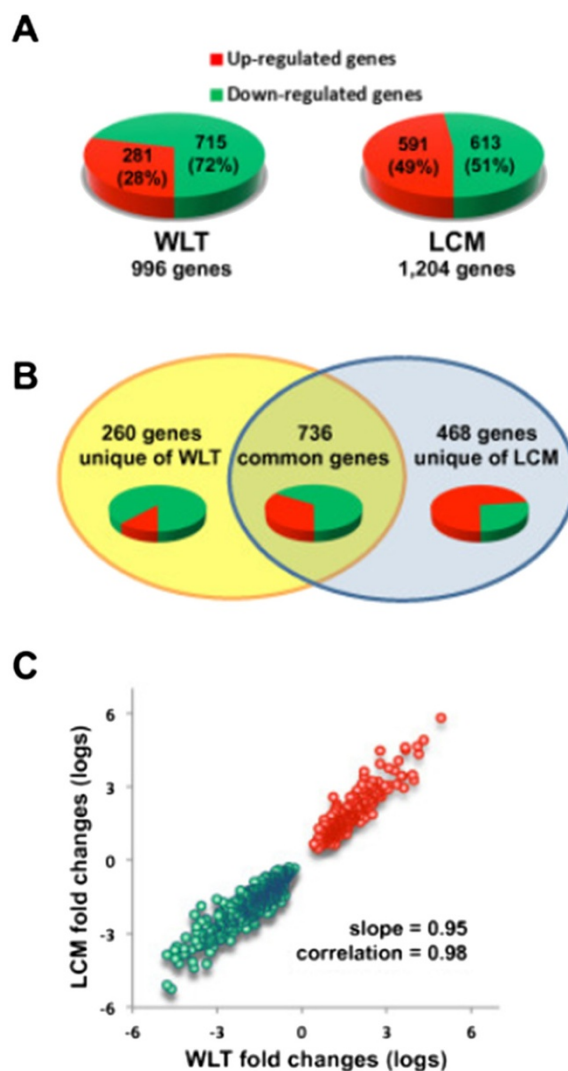 A
Up-regulated genes
Down-regulated genes
281
(28%)
715
(72%)
WLT
996 genes
591
(49%)
613
(51%)
LCM
1,204 genes
B
260 genes
unique of WLT
736
common genes
468 genes
unique of LCM
C
LCM fold changes (logs)
6
3
0
-3
-6
slope = 0.95
correlation = 0.98
-6
-3
0
3
6
WLT fold changes (logs)